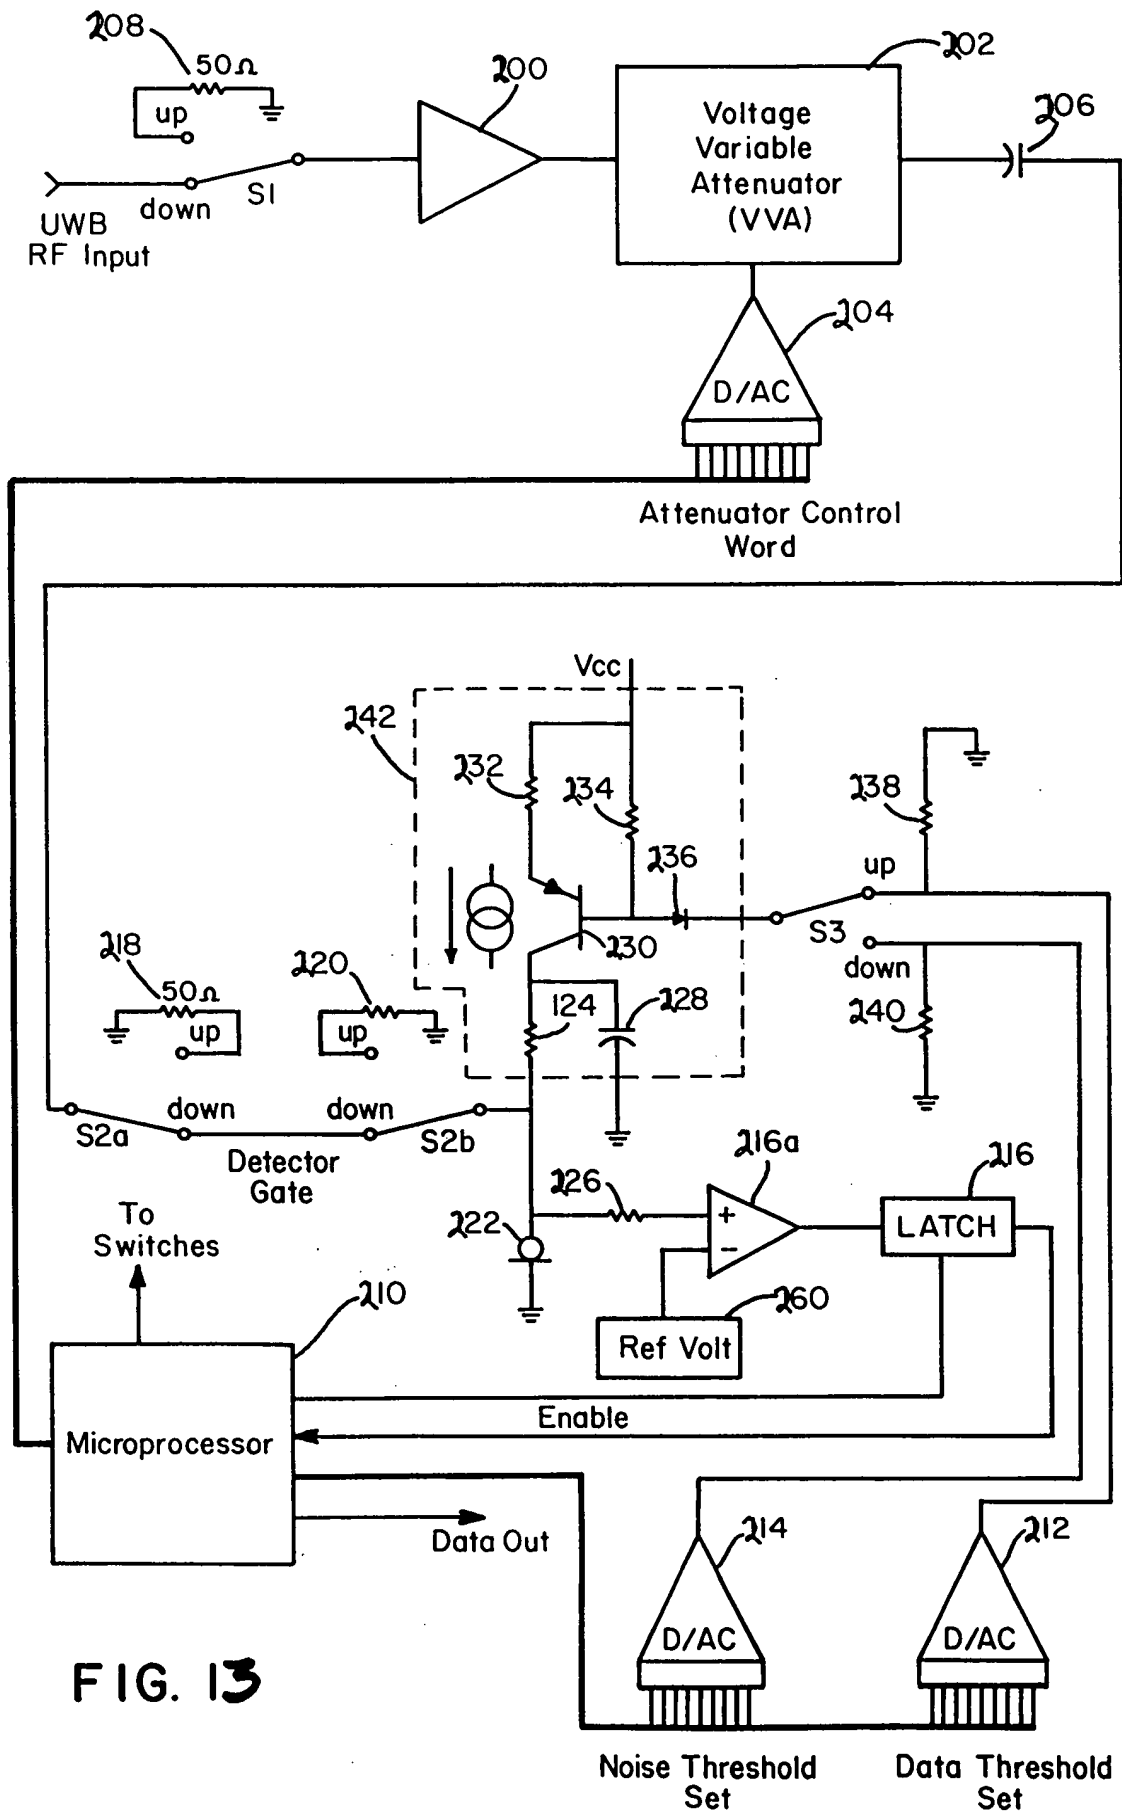 208
50Ω
up
200
202
Voltage
Variable
Attenuator
(VVA)
206
down
S1
UWB
RF Input
204
D/AC
Attenuator Control
Word
Vcc
242
232
234
236
238
up
S3
down
230
218
50Ω
up
220
up
124
228
240
S2a
down
down
S2b
Detector
Gate
216a
216
226
+
−
LATCH
To
Switches
222
210
260
Ref Volt
Enable
Microprocessor
Data Out
214
212
D/AC
D/AC
FIG. 13
Noise Threshold
Set
Data Threshold
Set